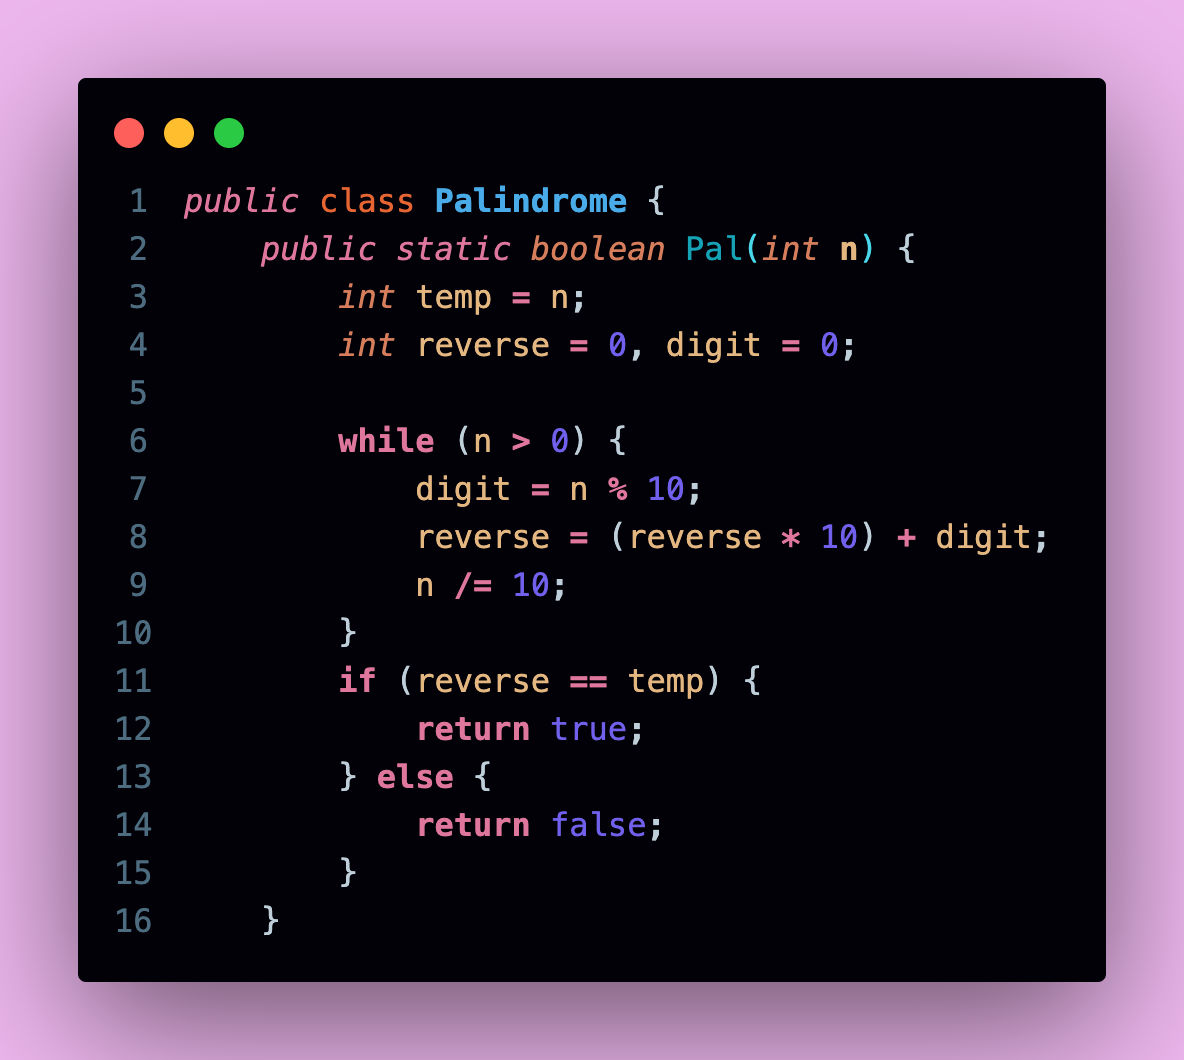 1 public class Palindrome {
2     public static boolean Pal(int n) {
3         int temp = n;
4         int reverse = 0, digit = 0;
5
6         while (n > 0) {
7             digit = n % 10;
8             reverse = (reverse * 10) + digit;
9             n /= 10;
10         }
11         if (reverse == temp) {
12             return true;
13         } else {
14             return false;
15         }
16     }